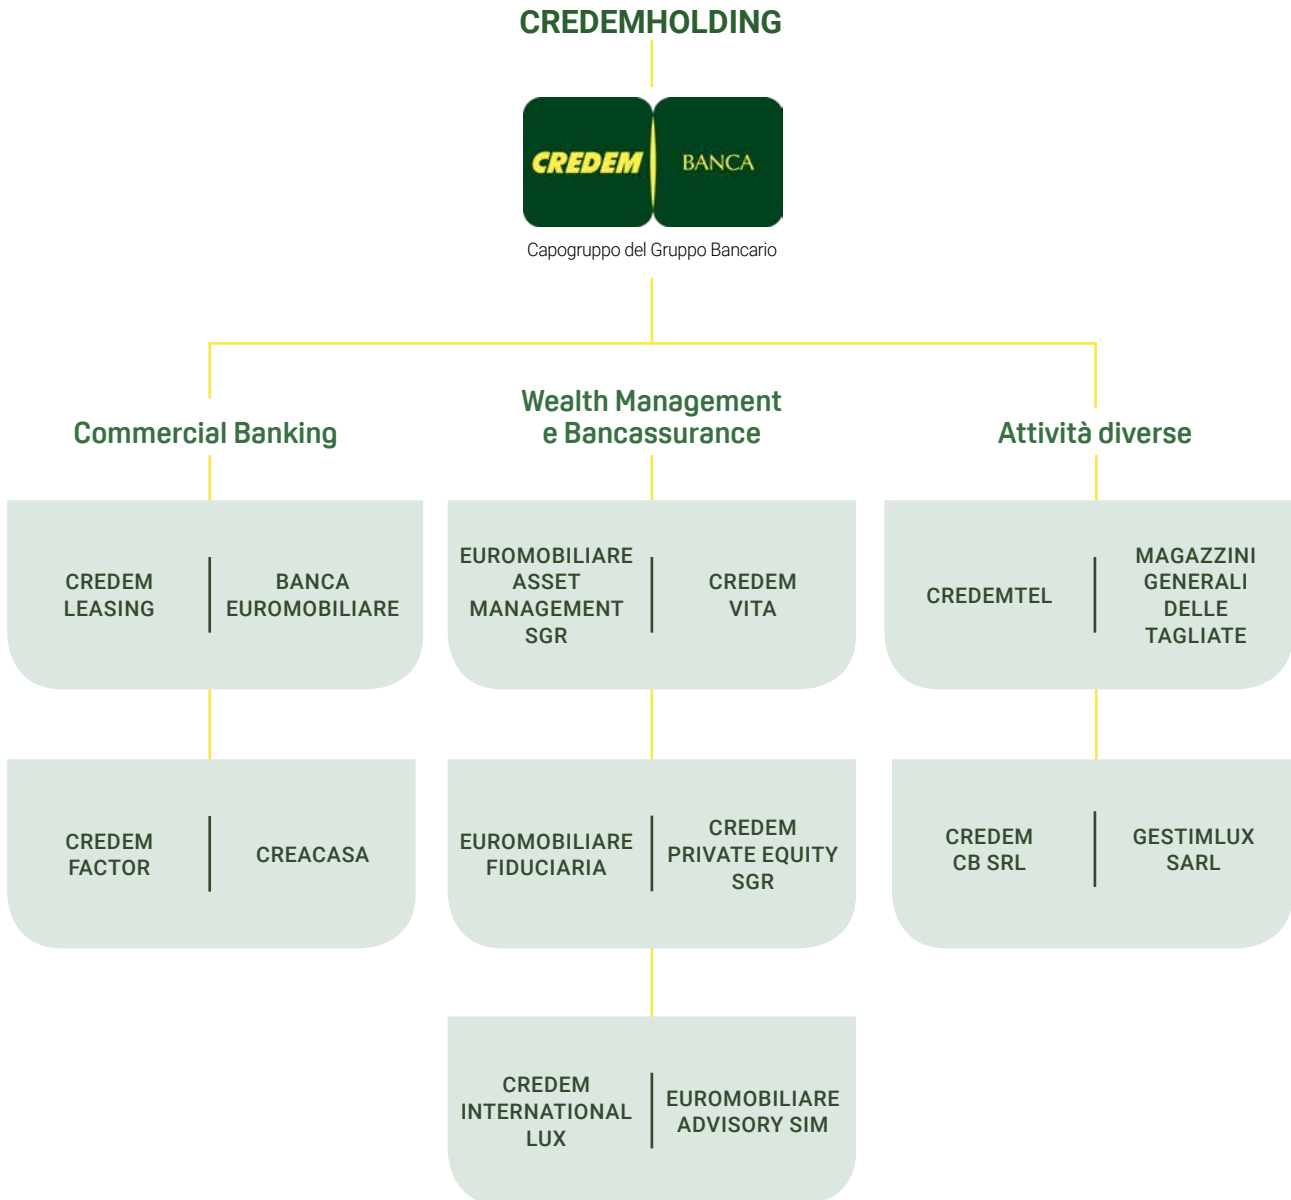 CREDEMHOLDING
CREDEM
BANCA
Capogruppo del Gruppo Bancario
Commercial Banking
Wealth Management
e Bancassurance
Attività diverse
CREDEM
LEASING
BANCA
EUROMOBILIARE
EUROMOBILIARE
ASSET
MANAGEMENT
SGR
CREDEM
VITA
CREDEMTEL
MAGAZZINI
GENERALI
DELLE
TAGLIATE
CREDEM
FACTOR
CREACASA
EUROMOBILIARE
FIDUCIARIA
CREDEM
PRIVATE EQUITY
SGR
CREDEM
CB SRL
GESTIMLUX
SARL
CREDEM
INTERNATIONAL
LUX
EUROMOBILIARE
ADVISORY SIM